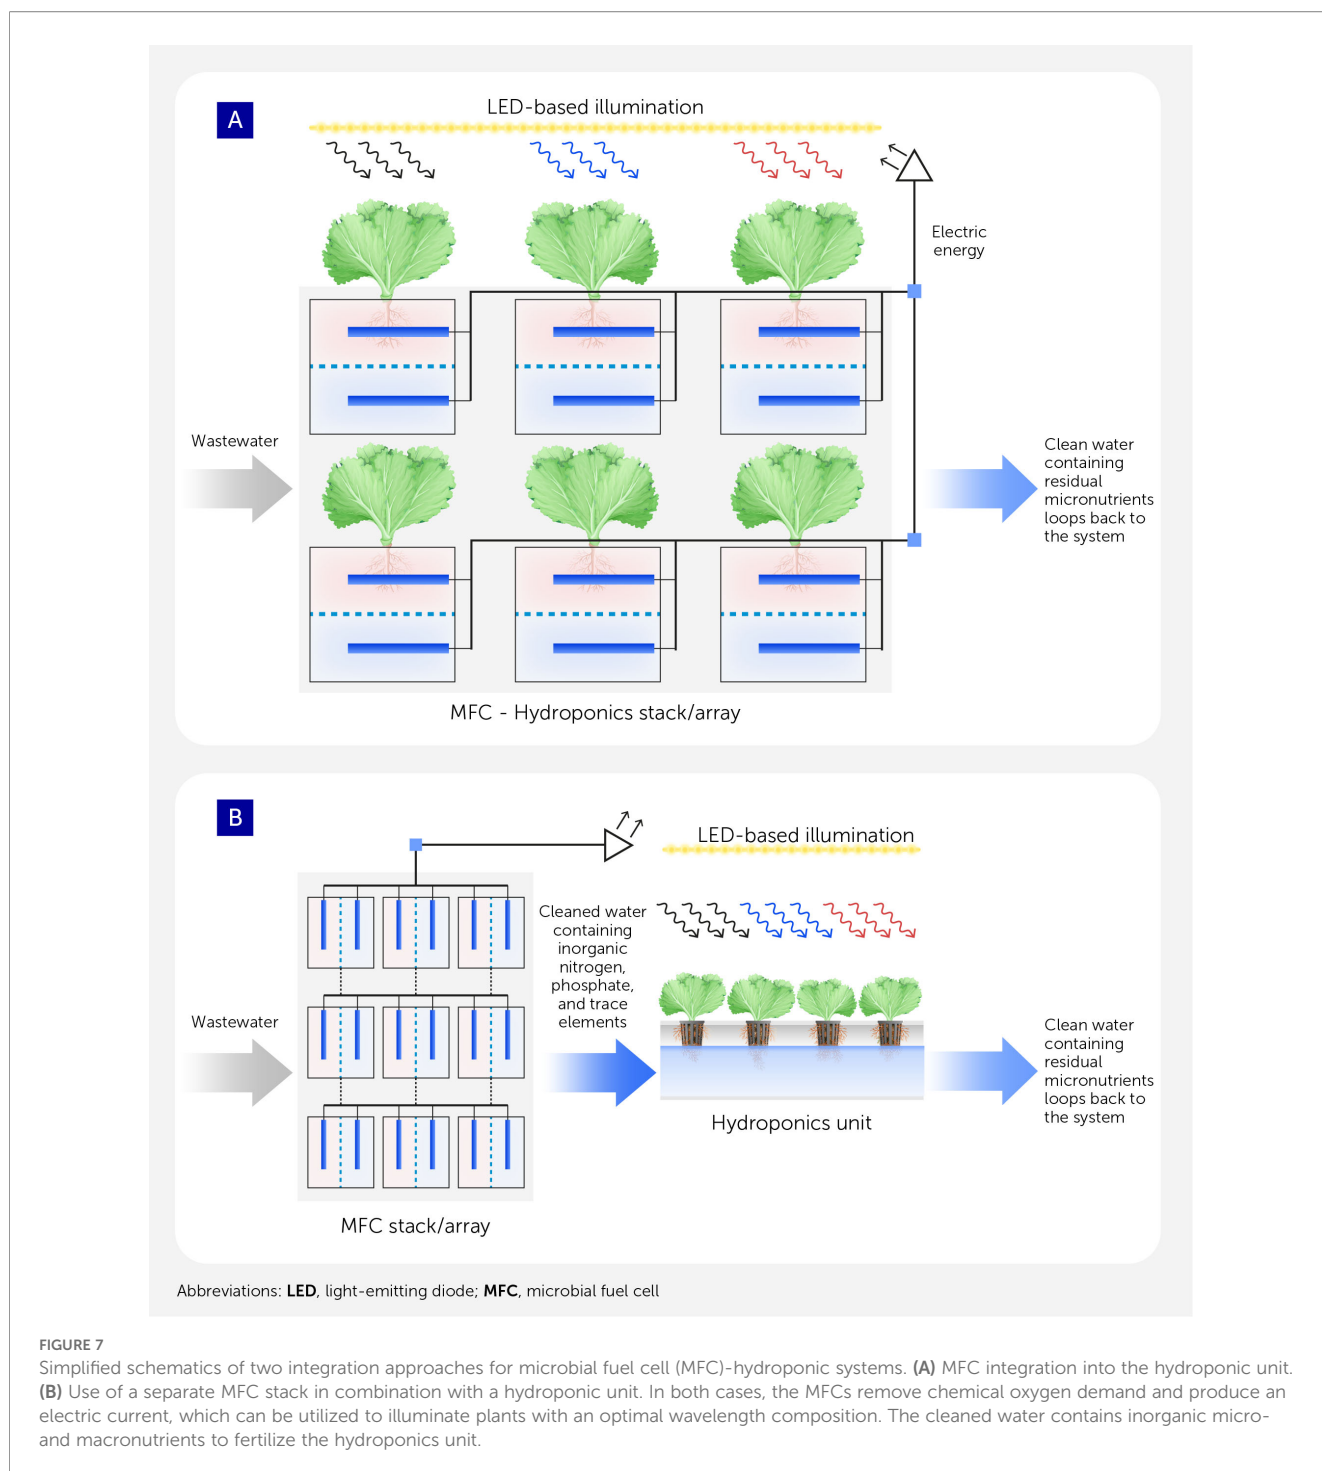 A
LED-based illumination
Electric
energy
Wastewater
Clean water
containing
residual
micronutrients
loops back to
the system
MFC - Hydroponics stack/array
B
LED-based illumination
Cleaned water
containing
inorganic
nitrogen,
phosphate,
and trace
elements
Wastewater
Clean water
containing
residual
micronutrients
loops back to
the system
Hydroponics unit
MFC stack/array
Abbreviations: LED, light-emitting diode; MFC, microbial fuel cell
FIGURE 7
Simplified schematics of two integration approaches for microbial fuel cell (MFC)-hydroponic systems. (A) MFC integration into the hydroponic unit.
(B) Use of a separate MFC stack in combination with a hydroponic unit. In both cases, the MFCs remove chemical oxygen demand and produce an
electric current, which can be utilized to illuminate plants with an optimal wavelength composition. The cleaned water contains inorganic micro-
and macronutrients to fertilize the hydroponics unit.